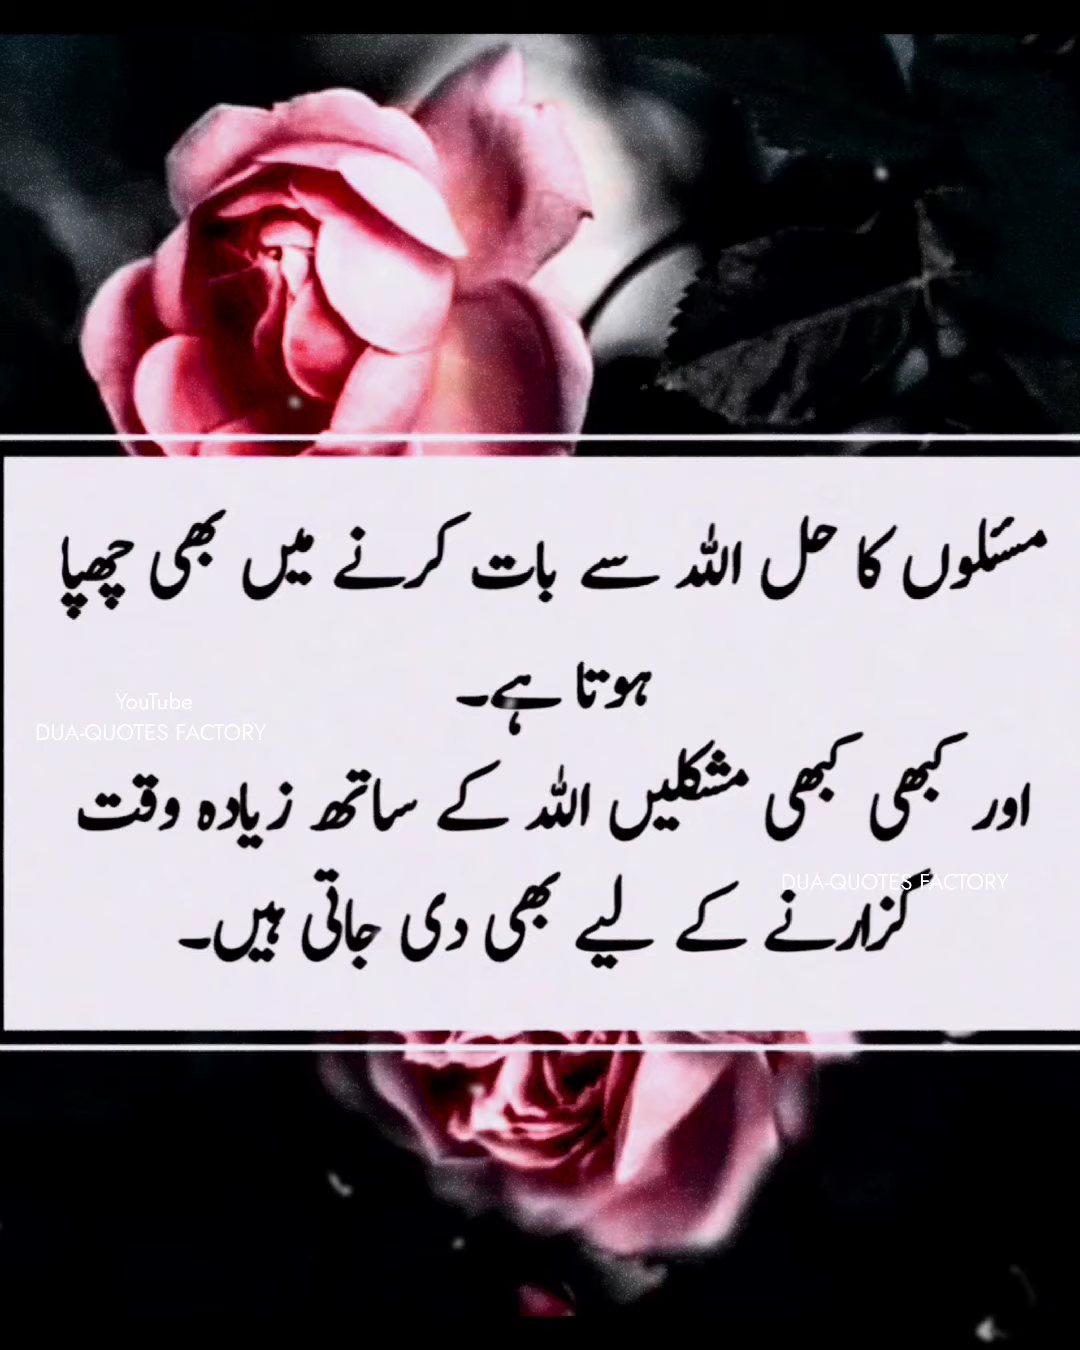 مسئلوں کا حل اللہ سے بات کرنے میں بھی چھپا
ہوتا ہے۔
YouTube
DUA-QUOTES FACTORY
اور کبھی کبھی مشکلیں اللہ کے ساتھ زیادہ وقت
DUA-QUOTES FACTORY
گزارنے کے لیے بھی دی جاتی ہیں۔